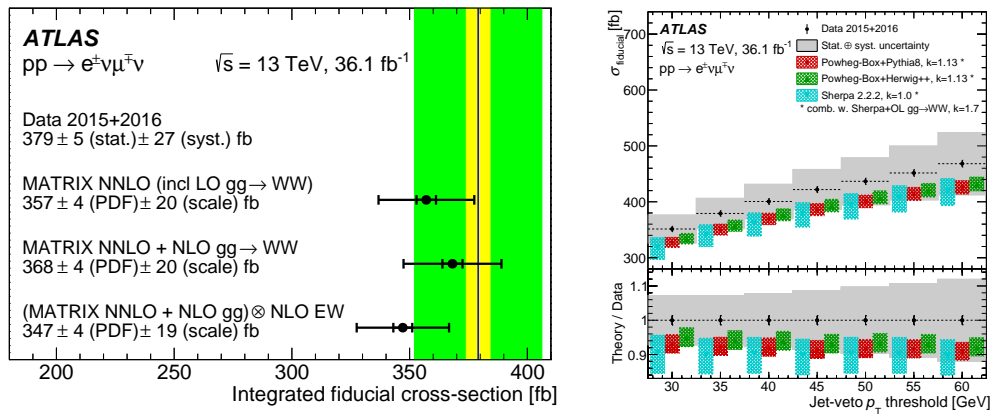 ATLAS
pp → e±νμ∓ν √s = 13 TeV, 36.1 fb⁻¹
Data 2015+2016
379 ± 5 (stat.) ± 27 (syst.) fb
MATRIX NNLO (incl LO gg→ WW)
357 ± 4 (PDF) ± 20 (scale) fb
MATRIX NNLO + NLO gg→ WW
368 ± 4 (PDF) ± 20 (scale) fb
(MATRIX NNLO + NLO gg)⊗ NLO EW
347 ± 4 (PDF) ± 19 (scale) fb
200 250 300 350 400
Integrated fiducial cross-section [fb]
σfiducial [fb]
ATLAS
√s = 13 TeV, 36.1 fb⁻¹
pp → e±νμ∓ν
Data 2015+2016
Stat. ⊕ syst. uncertainty
Powheg-Box+Pythia8, k=1.13 *
Powheg-Box+Herwig++, k=1.13 *
Sherpa 2.2.2, k=1.0 *
* comb. w. Sherpa+OL gg→WW, k=1.7
700
600
500
400
300
Theory / Data
1.1
1
0.9
30 35 40 45 50 55 60
Jet-veto pT threshold [GeV]